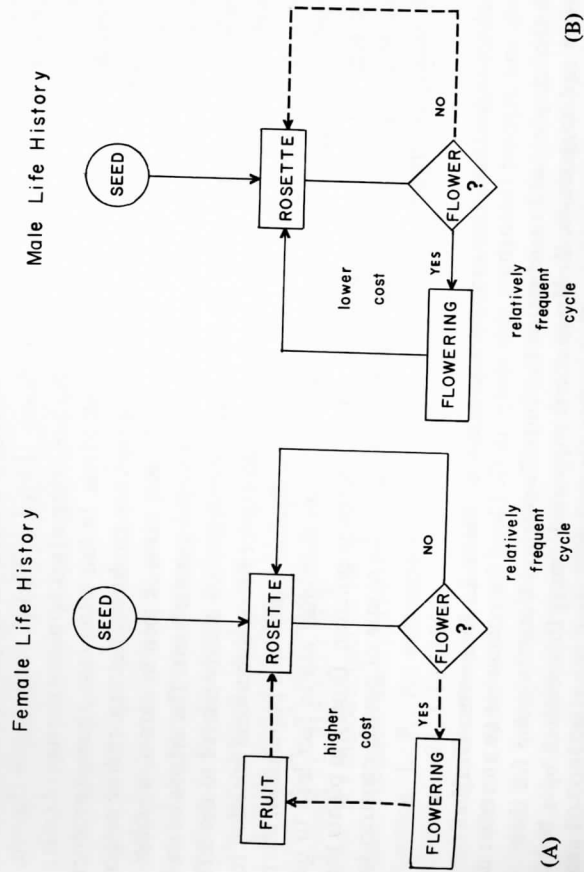 Female Life History
SEED
ROSETTE
FRUIT
higher
cost
FLOWER
?
YES
NO
FLOWERING
relatively
frequent
cycle
(A)
Male Life History
SEED
ROSETTE
lower
cost
FLOWER
?
YES
NO
FLOWERING
relatively
frequent
cycle
(B)